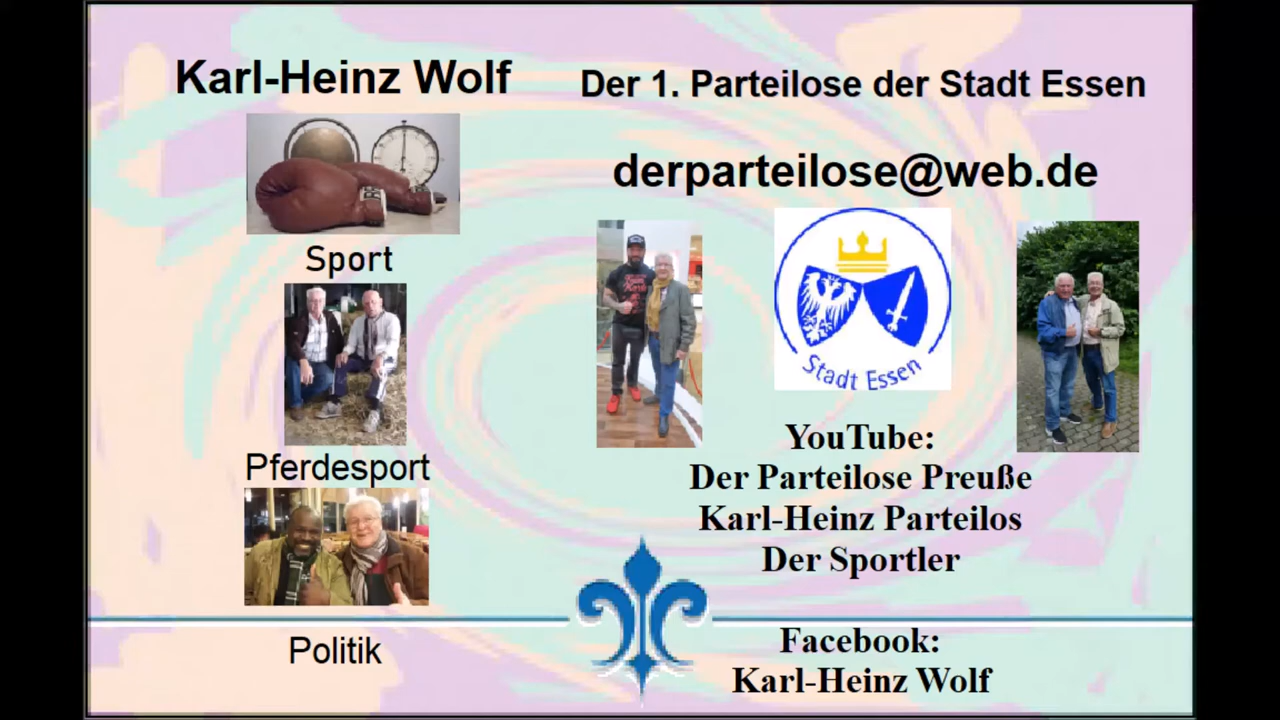 Karl-Heinz Wolf
Der 1. Parteilose der Stadt Essen
derparteilose@web.de
Sport
Pferdesport
Politik
Stadt Essen
YouTube:
Der Parteilose Preuße
Karl-Heinz Parteilos
Der Sportler
Facebook:
Karl-Heinz Wolf